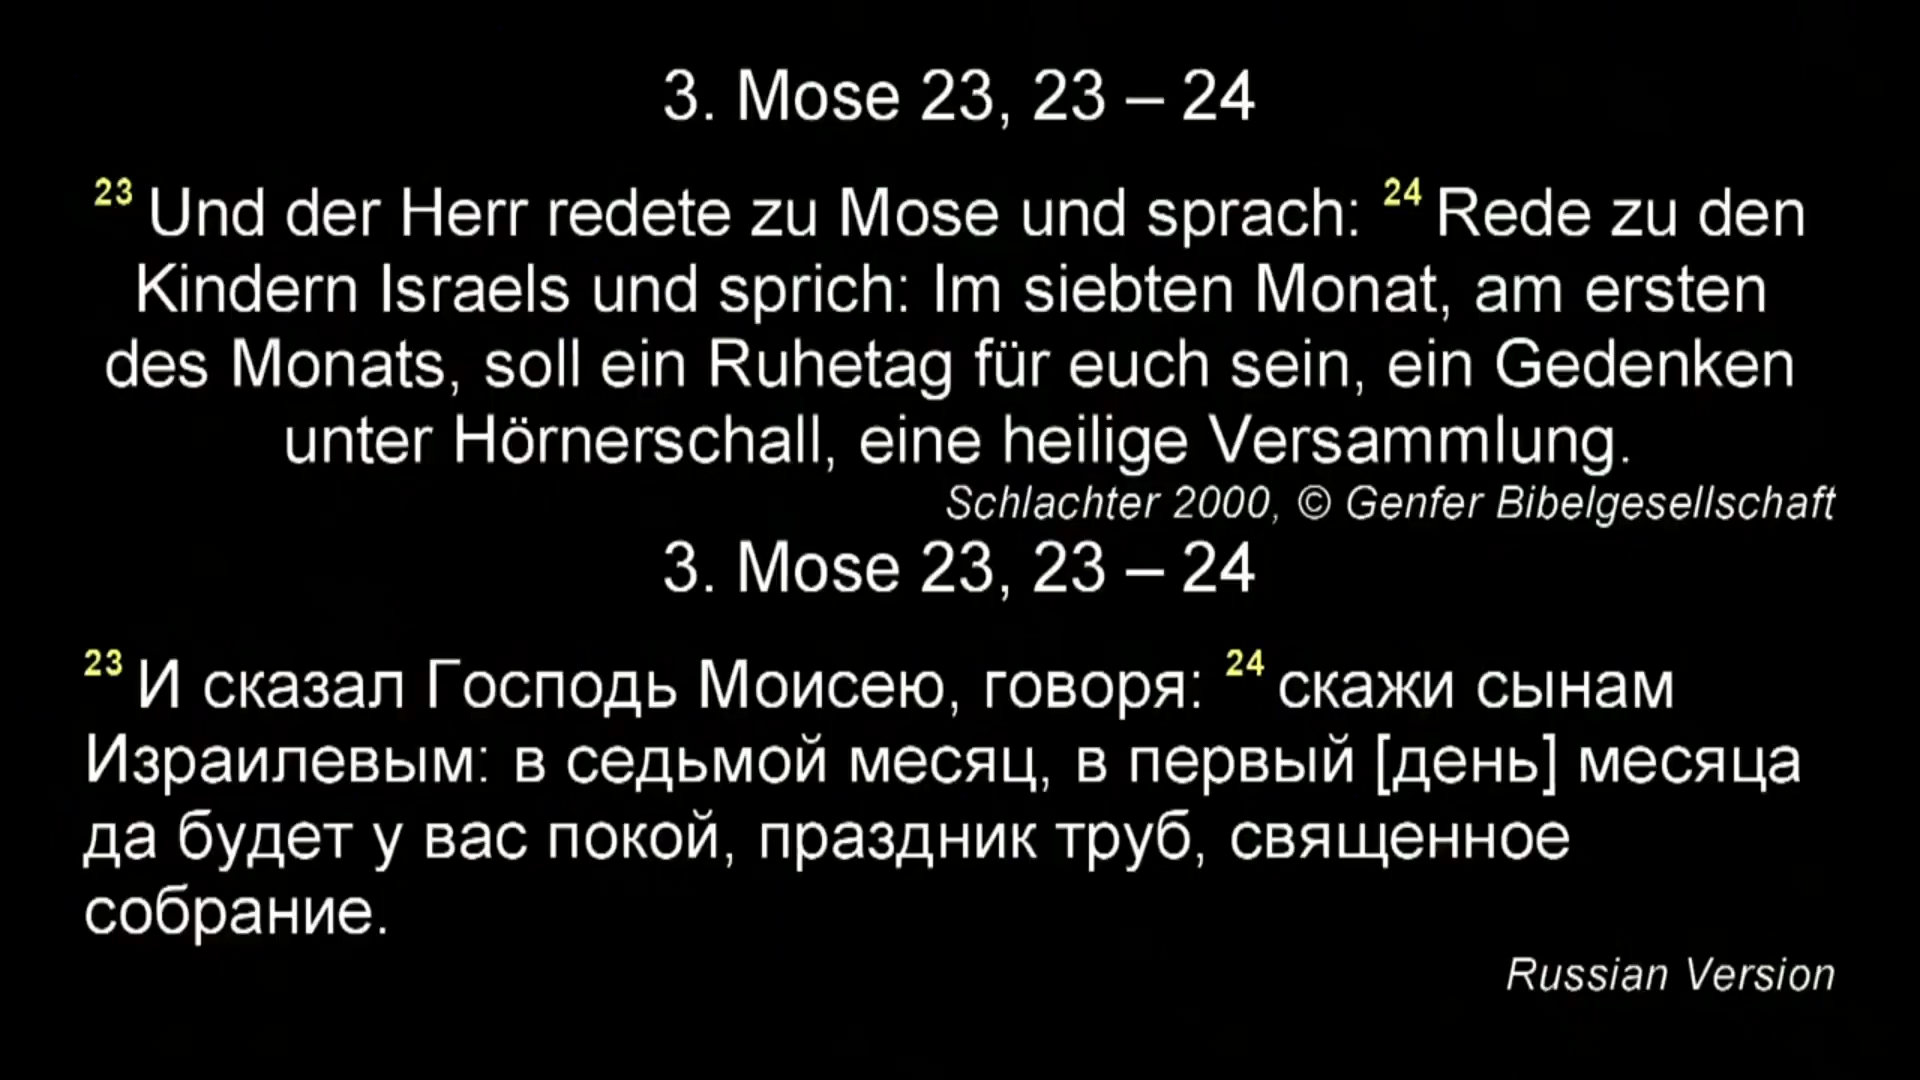 3. Mose 23, 23 – 24
23 Und der Herr redete zu Mose und sprach: 24 Rede zu den
Kindern Israels und sprich: Im siebten Monat, am ersten
des Monats, soll ein Ruhetag für euch sein, ein Gedenken
unter Hörnerschall, eine heilige Versammlung.
Schlachter 2000, © Genfer Bibelgesellschaft
3. Mose 23, 23 – 24
23 И сказал Господь Моисею, говоря: 24 скажи сынам
Израилевым: в седьмой месяц, в первый [день] месяца
да будет у вас покой, праздник труб, священное
собрание.
Russian Version